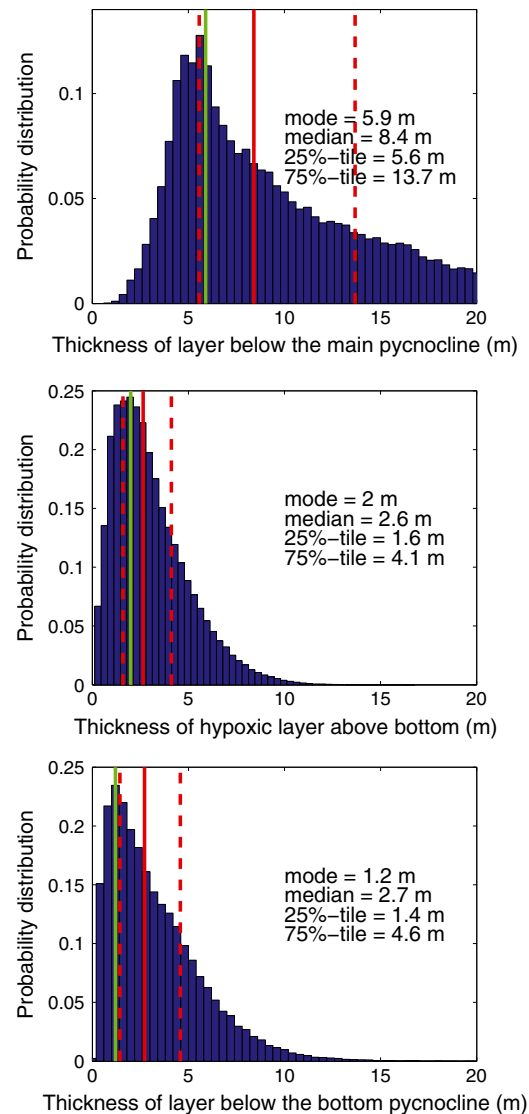 Probability distribution
0.1
0.05
0
mode = 5.9 m
median = 8.4 m
25%-tile = 5.6 m
75%-tile = 13.7 m
0 5 10 15 20
Thickness of layer below the main pycnocline (m)
Probability distribution
0.25
0.2
0.15
0.1
0.05
0
mode = 2 m
median = 2.6 m
25%-tile = 1.6 m
75%-tile = 4.1 m
0 5 10 15 20
Thickness of hypoxic layer above bottom (m)
Probability distribution
0.25
0.2
0.15
0.1
0.05
0
mode = 1.2 m
median = 2.7 m
25%-tile = 1.4 m
75%-tile = 4.6 m
0 5 10 15 20
Thickness of layer below the bottom pycnocline (m)